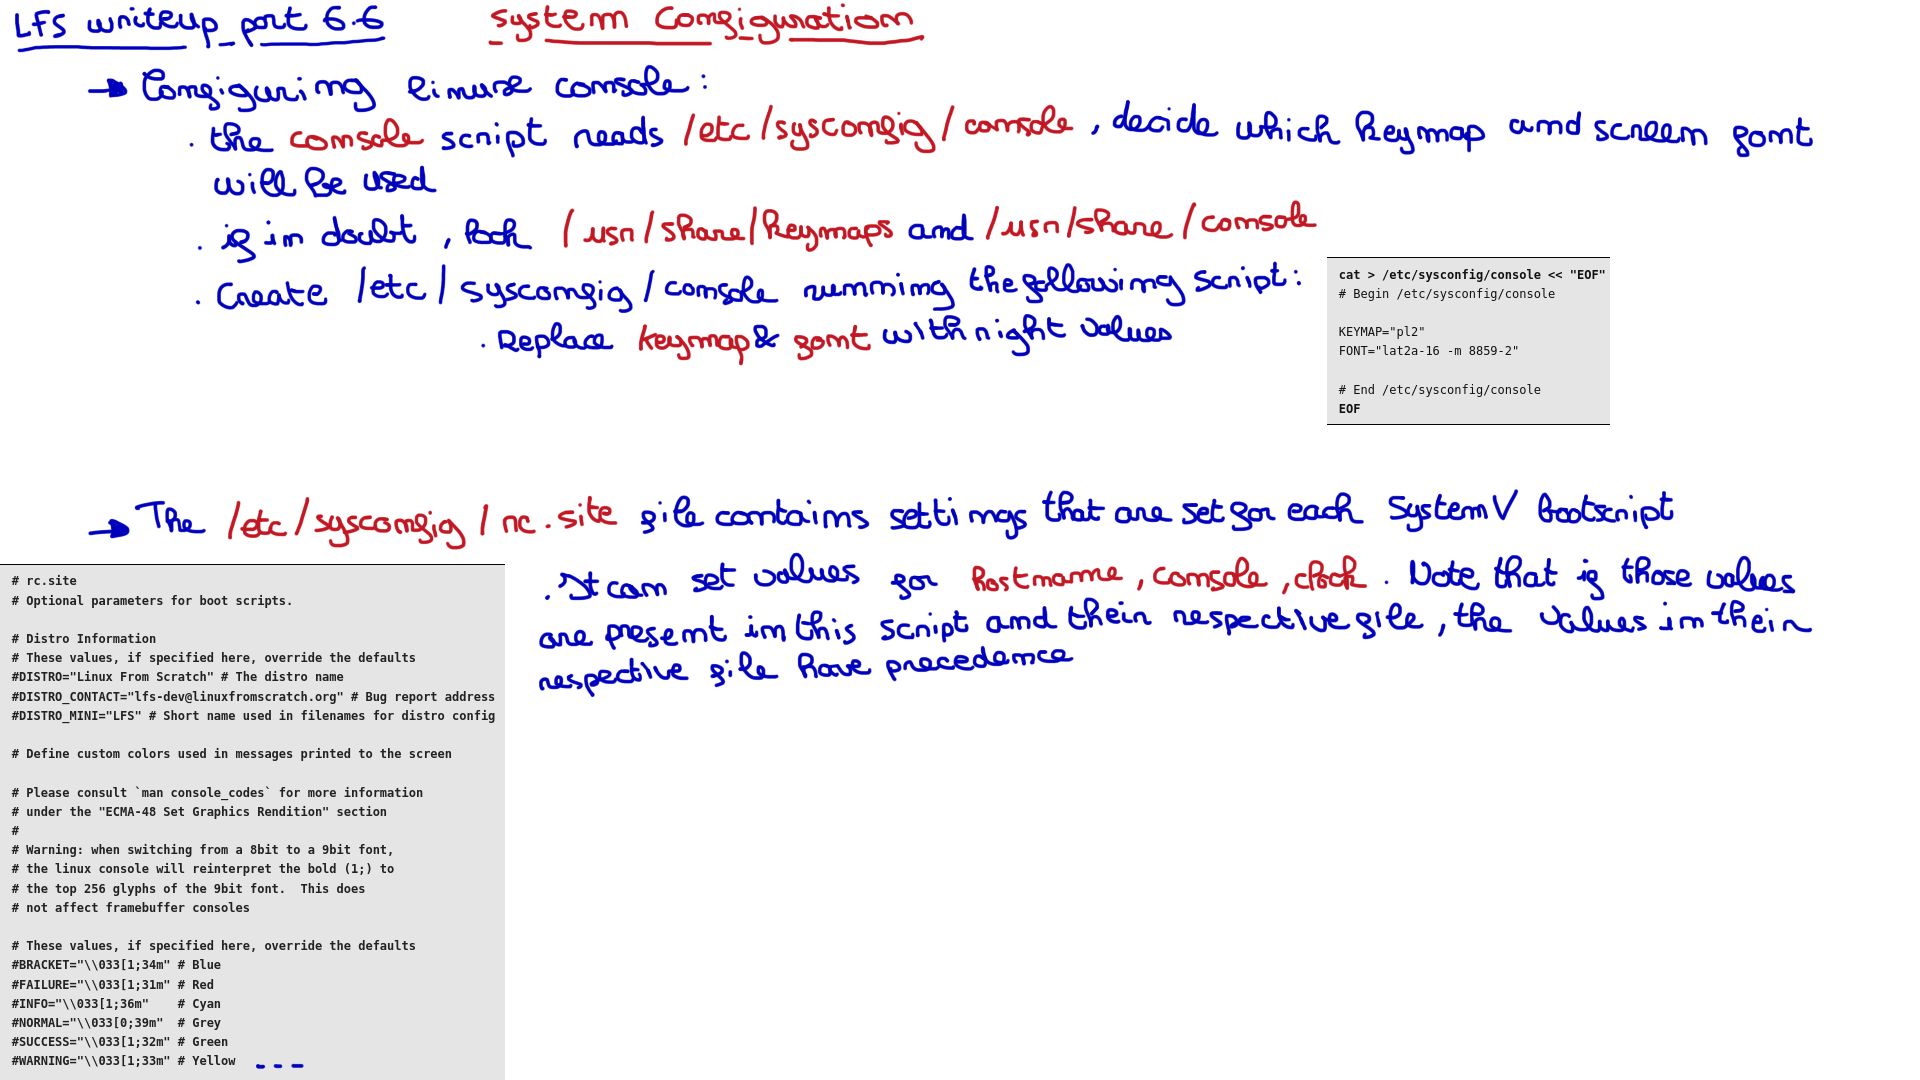 LFS writeup part 6.6 System Configuration
→ Configuring linux console:
. the console script reads /etc/sysconfig/console, decide which keymap and screen font
will be used
. if in doubt, look /usr/share/keymaps and /usr/share/console
. Create /etc/sysconfig/console running the following script:
. Replace keymap & font with right values
cat > /etc/sysconfig/console << "EOF"
# Begin /etc/sysconfig/console
KEYMAP="pl2"
FONT="lat2a-16 -m 8859-2"
# End /etc/sysconfig/console
EOF
→ The /etc/sysconfig/rc.site file contains settings that are set for each SystemV bootscript
. It can set values for hostname, console, clock. Note that if those values
are present in this script and their respective file, the values in their
respective file have precedence
# rc.site
# Optional parameters for boot scripts.
# Distro Information
# These values, if specified here, override the defaults
#DISTRO="Linux From Scratch" # The distro name
#DISTRO_CONTACT="lfs-dev@linuxfromscratch.org" # Bug report address
#DISTRO_MINI="LFS" # Short name used in filenames for distro config
# Define custom colors used in messages printed to the screen
# Please consult `man console_codes` for more information
# under the "ECMA-48 Set Graphics Rendition" section
#
# Warning: when switching from a 8bit to a 9bit font,
# the linux console will reinterpret the bold (1;) to
# the top 256 glyphs of the 9bit font.  This does
# not affect framebuffer consoles
# These values, if specified here, override the defaults
#BRACKET="\\033[1;34m" # Blue
#FAILURE="\\033[1;31m" # Red
#INFO="\\033[1;36m"    # Cyan
#NORMAL="\\033[0;39m"  # Grey
#SUCCESS="\\033[1;32m" # Green
#WARNING="\\033[1;33m" # Yellow ---